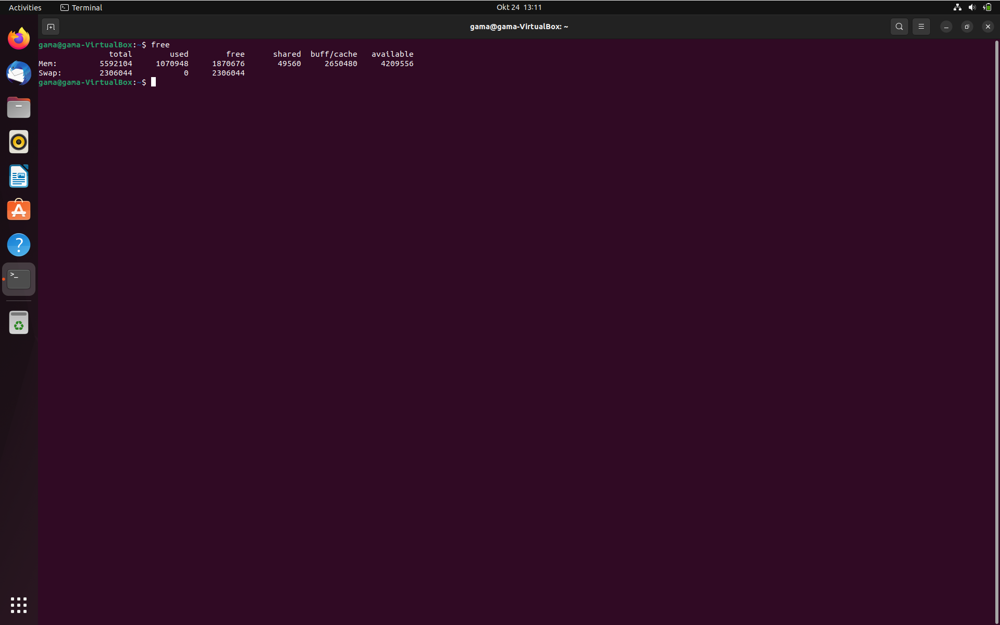 Activities Terminal Okt 24 13:11
gama@gama-VirtualBox: ~
gama@gama-VirtualBox:~$ free
total used free shared buff/cache available
Mem: 5592104 1070948 1870676 49560 2650480 4209556
Swap: 2306044 0 2306044
gama@gama-VirtualBox:~$